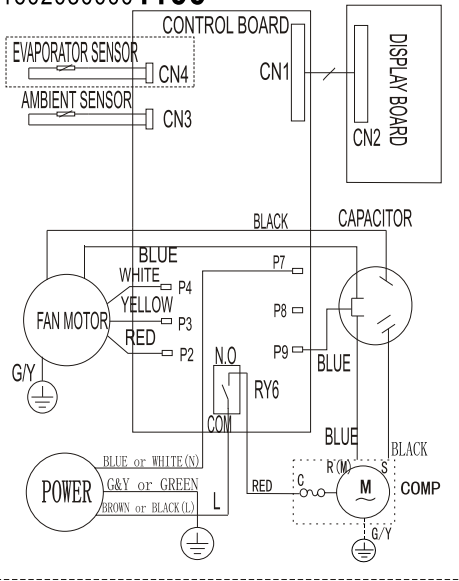 CONTROL BOARD
EVAPORATOR SENSOR
CN4
AMBIENT SENSOR
CN3
CN1
CN2
DISPLAY BOARD
BLACK
CAPACITOR
BLUE
WHITE
P4
YELLOW
P3
RED
P2
FAN MOTOR
G/Y
P7
P8
P9
BLUE
N.O
RY6
COM
BLUE
BLACK
POWER
BLUE or WHITE(N)
G&Y or GREEN
BROWN or BLACK(L)
L
RED
C
R(M)
S
M
COMP
G/Y